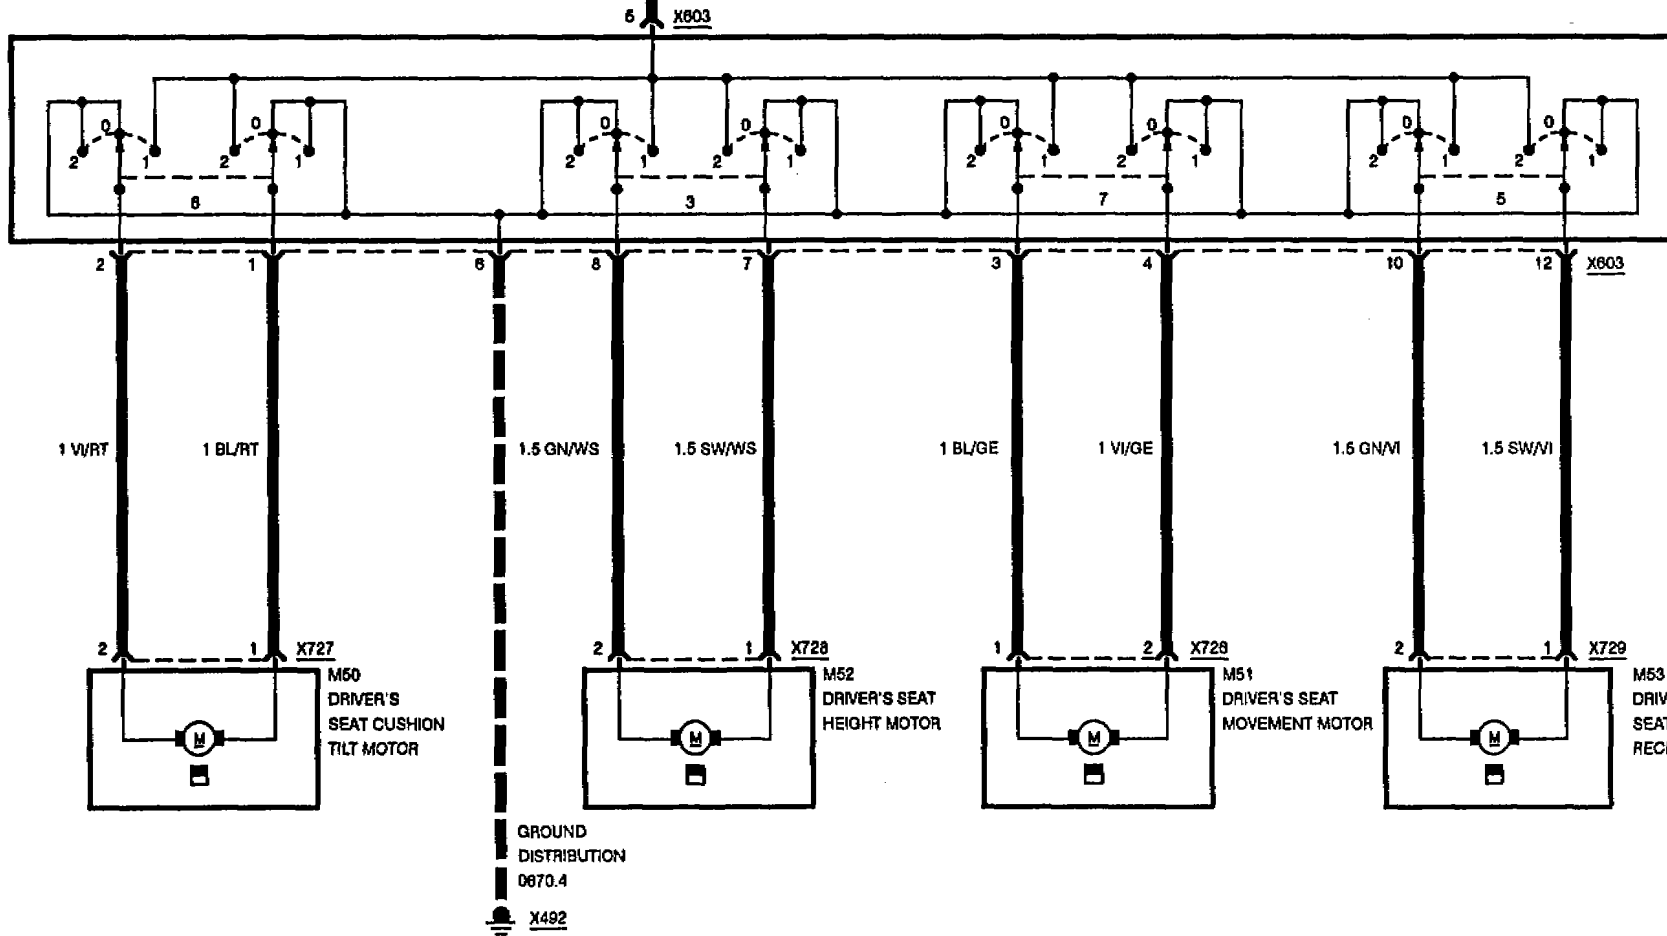 5 X603
0 0 0 0 0 0 0 0
2 1 2 1 2 1 2 1 2 1 2 1 2 1 2 1
6 3 7 5
2 1 6 8 7 3 4 10 12 X603
1 VI/RT 1 BL/RT 1.5 GN/WS 1.5 SW/WS 1 BL/GE 1 VI/GE 1.5 GN/VI 1.5 SW/VI
2 1 X727 2 1 X728 1 2 X726 2 1 X729
M50 M52 M51 M53
DRIVER'S DRIVER'S SEAT DRIVER'S SEAT DRIV
SEAT CUSHION HEIGHT MOTOR MOVEMENT MOTOR SEAT
TILT MOTOR RECI
M M M M
GROUND
DISTRIBUTION
0670.4
X492